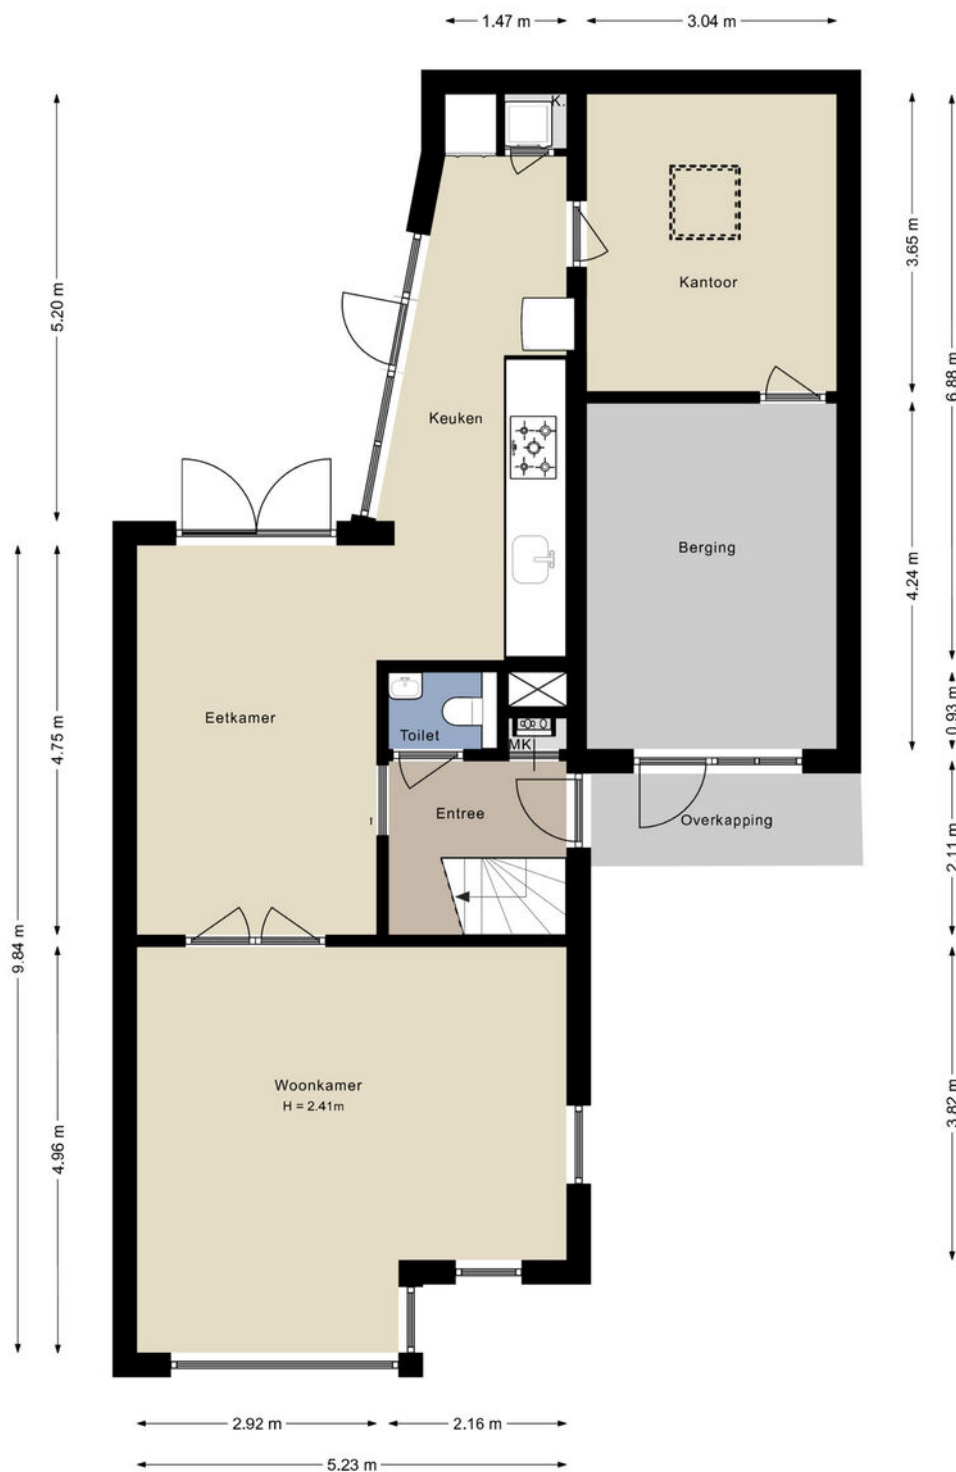 1.47 m
3.04 m
K.
5.20 m
3.65 m
6.88 m
Kantoor
Keuken
Berging
4.24 m
Eetkamer
4.75 m
Toilet
MK
0.93 m
Entree
Overkapping
2.11 m
9.84 m
Woonkamer
H = 2.41m
4.96 m
3.82 m
2.92 m
2.16 m
5.23 m